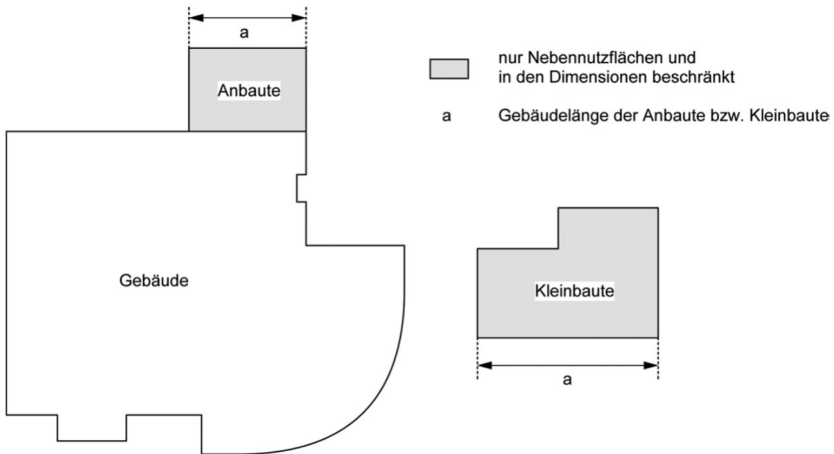 a
Anbaute
nur Nebennutzflächen und
in den Dimensionen beschränkt
a Gebäudelänge der Anbaute bzw. Kleinbaute
Gebäude
Kleinbaute
a